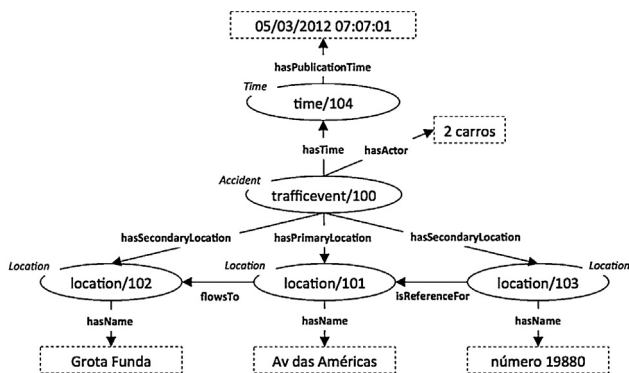 05/03/2012 07:07:01
hasPublicationTime
Time
time/104
hasTime
hasActor
2 carros
Accident
trafficevent/100
hasSecondaryLocation
hasPrimaryLocation
hasSecondaryLocation
Location
location/102
flowsTo
Location
location/101
isReferenceFor
location/103
Location
hasName
hasName
hasName
Grota Funda
Av das Américas
número 19880